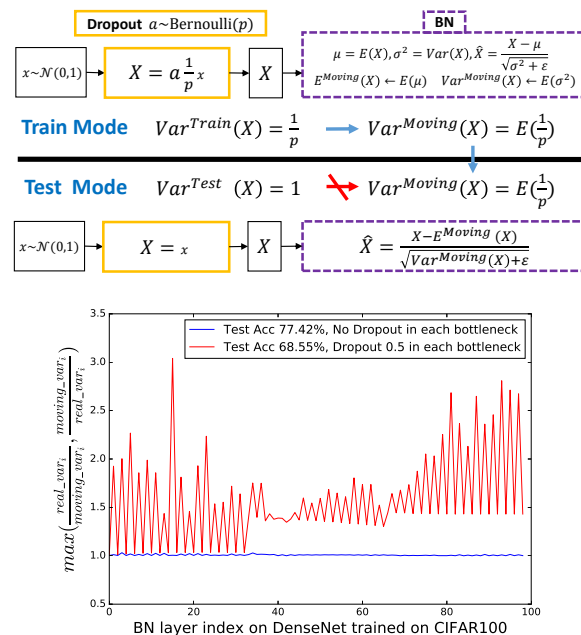 Dropout a~Bernoulli(p)
BN
x~𝒩(0,1)
X = a 1/p x
X
μ = E(X), σ² = Var(X), X̂ = (X − μ)/√(σ² + ε)
E^Moving(X) ← E(μ) Var^Moving(X) ← E(σ²)
Train Mode Var^Train(X) = 1/p Var^Moving(X) = E(1/p)
Test Mode Var^Test (X) = 1 Var^Moving(X) = E(1/p)
x~𝒩(0,1)
X = x
X
X̂ = (X−E^Moving (X))/√(Var^Moving(X)+ε)
3.5
Test Acc 77.42%, No Dropout in each bottleneck
Test Acc 68.55%, Dropout 0.5 in each bottleneck
3.0
2.5
2.0
1.5
1.0
0.5
max(real_var_i/moving_var_i, moving_var_i/real_var_i)
0 20 40 60 80 100
BN layer index on DenseNet trained on CIFAR100